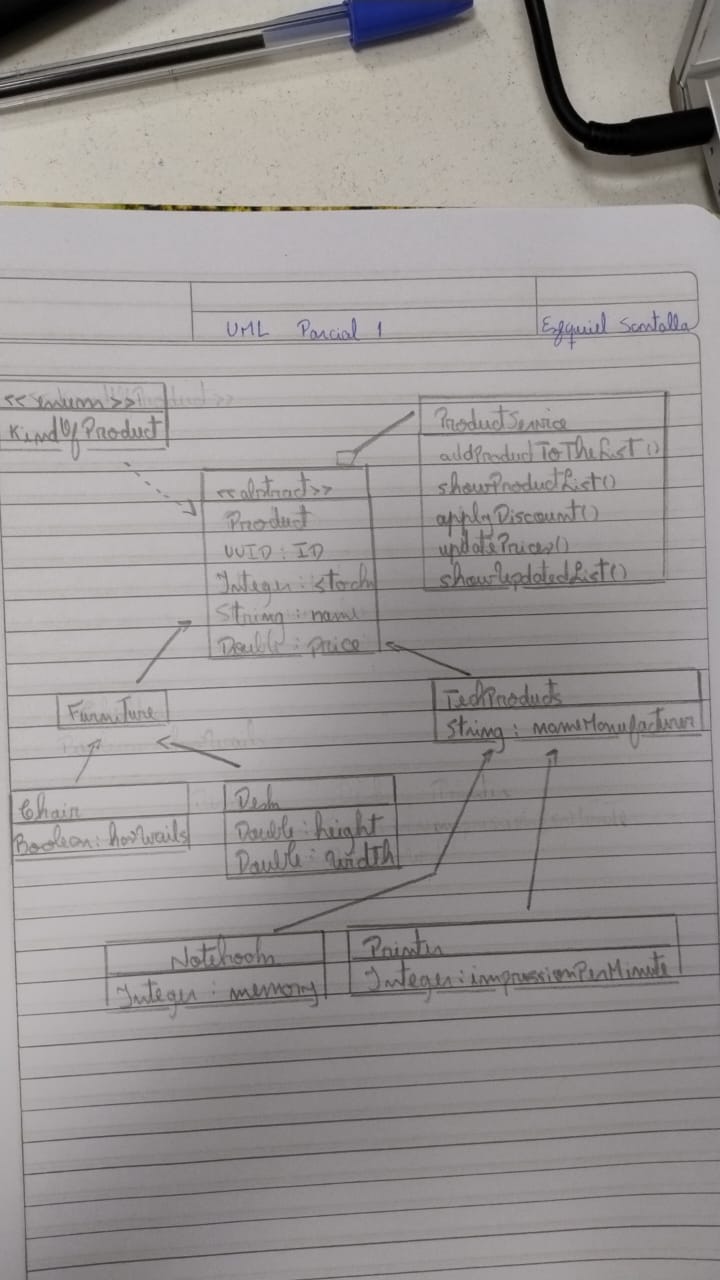 UML Parcial 1
Ezequiel Santalla
<<enum>>
KindOfProduct
ProductService
addProductToTheList()
showProductList()
applyDiscount()
updatePrices()
showUpdatedList()
<<abstract>>
Product
UUID : ID
Integer : stock
String : name
Double : price
Furniture
TechProducts
String : nameManufacturer
Chair
Boolean : hasWails
Desk
Double : height
Double : width
Notebook
Integer : memory
Printer
Integer : impressionPerMinute